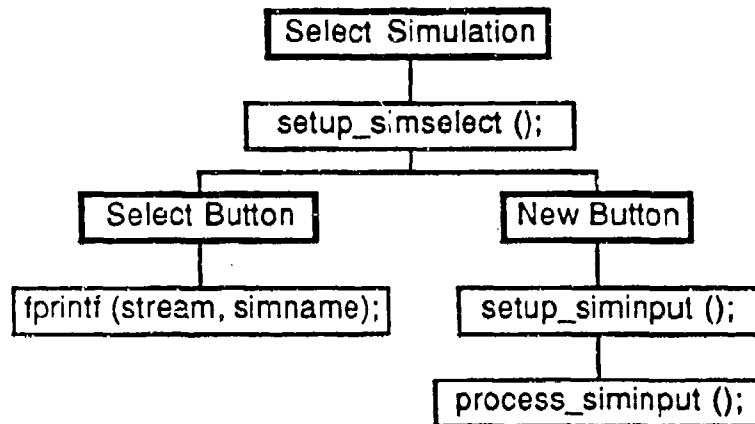 Select Simulation
setup_simselect ();
Select Button
New Button
fprintf (stream, simname);
setup_siminput ();
process_siminput ();